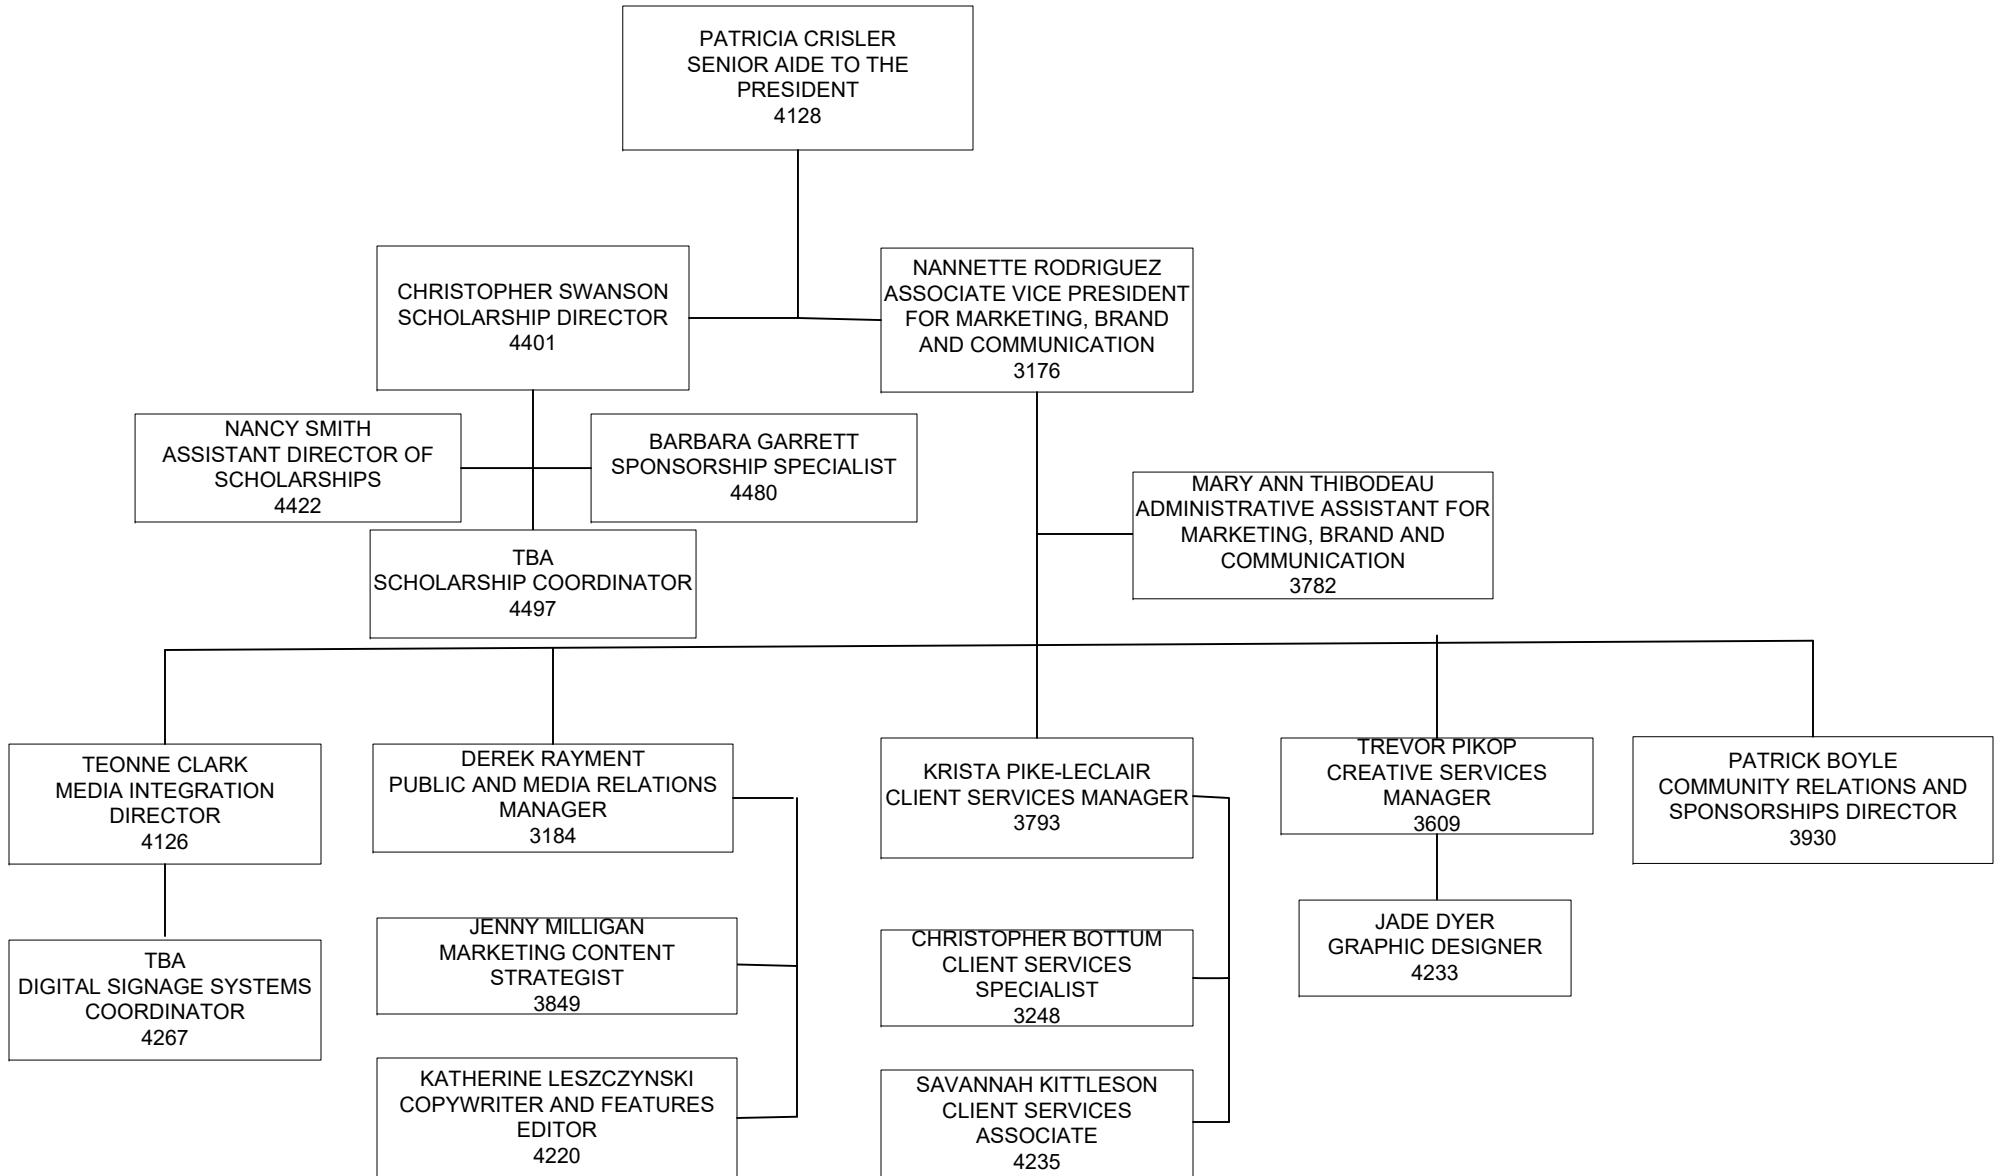 PATRICIA CRISLER
SENIOR AIDE TO THE
PRESIDENT
4128
CHRISTOPHER SWANSON
SCHOLARSHIP DIRECTOR
4401
NANNETTE RODRIGUEZ
ASSOCIATE VICE PRESIDENT
FOR MARKETING, BRAND
AND COMMUNICATION
3176
NANCY SMITH
ASSISTANT DIRECTOR OF
SCHOLARSHIPS
4422
BARBARA GARRETT
SPONSORSHIP SPECIALIST
4480
MARY ANN THIBODEAU
ADMINISTRATIVE ASSISTANT FOR
MARKETING, BRAND AND
COMMUNICATION
3782
TBA
SCHOLARSHIP COORDINATOR
4497
TEONNE CLARK
MEDIA INTEGRATION
DIRECTOR
4126
DEREK RAYMENT
PUBLIC AND MEDIA RELATIONS
MANAGER
3184
KRISTA PIKE-LECLAIR
CLIENT SERVICES MANAGER
3793
TREVOR PIKOP
CREATIVE SERVICES
MANAGER
3609
PATRICK BOYLE
COMMUNITY RELATIONS AND
SPONSORSHIPS DIRECTOR
3930
TBA
DIGITAL SIGNAGE SYSTEMS
COORDINATOR
4267
JENNY MILLIGAN
MARKETING CONTENT
STRATEGIST
3849
CHRISTOPHER BOTTUM
CLIENT SERVICES
SPECIALIST
3248
JADE DYER
GRAPHIC DESIGNER
4233
KATHERINE LESZCZYNSKI
COPYWRITER AND FEATURES
EDITOR
4220
SAVANNAH KITTLESON
CLIENT SERVICES
ASSOCIATE
4235